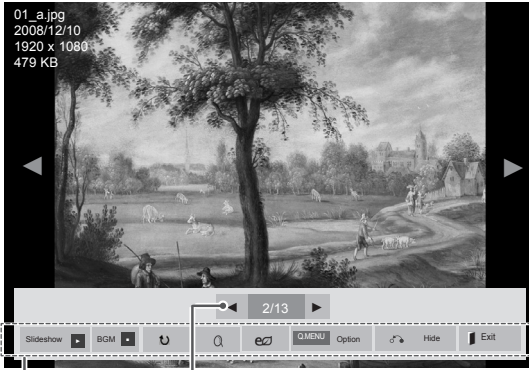 01_a.jpg
2008/12/10
1920 x 1080
479 KB
2/13
Slideshow BGM Q.MENU Option Hide Exit